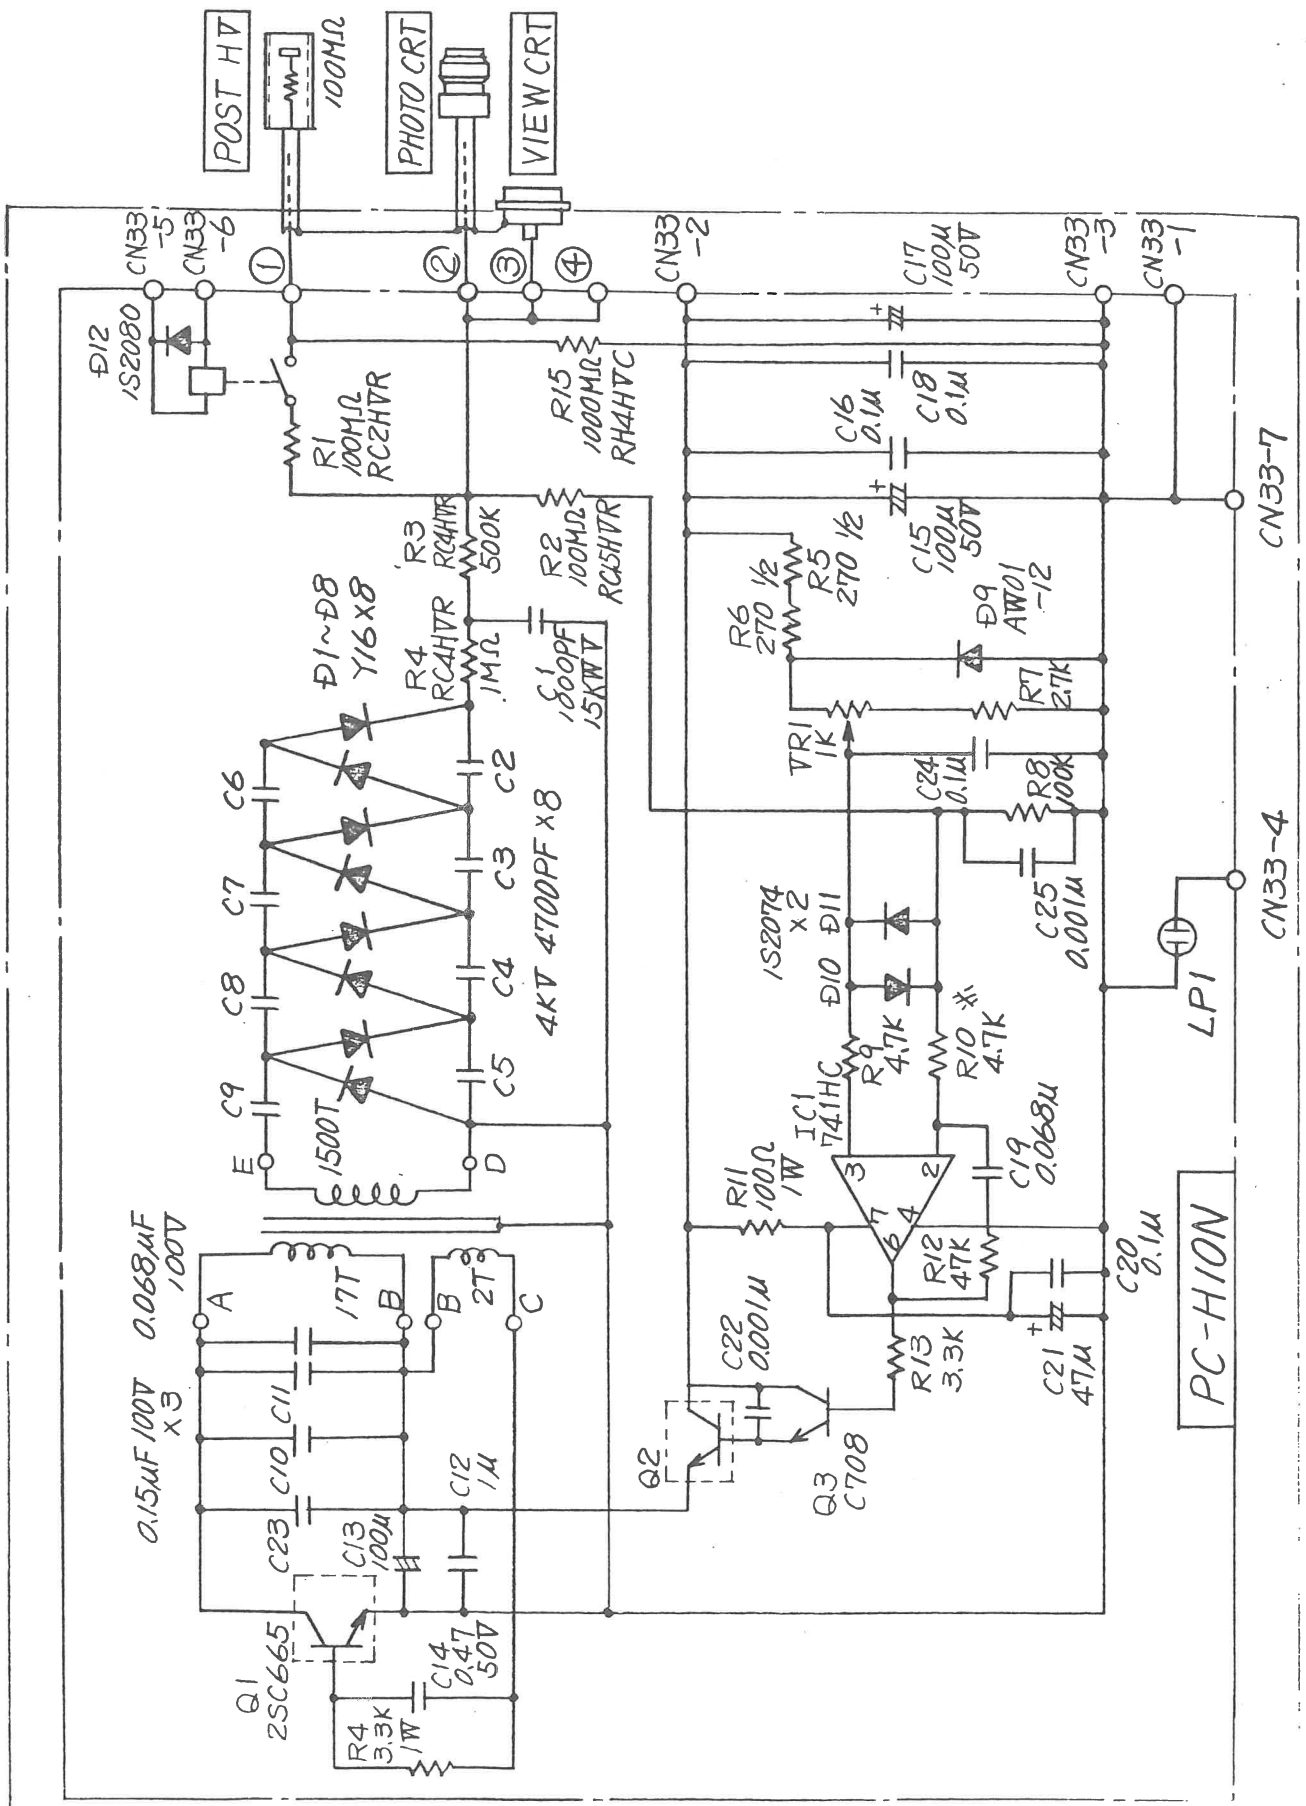 POST HV
100MΩ
PHOTO CRT
VIEW CRT
CN33
-5
CN33
-6
①
②
③
④
CN33
-2
CN33
-3
CN33
-1
D12
1S2080
R1
100MΩ
RC2HVR
R15
1000MΩ
RH4HVC
C17
100μ
50V
C16
0.1μ
C18
0.1μ
C15
100μ
50V
CN33-7
R3
RC4HVR
500K
R2
100MΩ
RC15HVR
R4
RC4HVR
1MΩ
C1
1000PF
15KWV
D1~D8
Y16×8
C6
C7
C8
C9
C2
C3
C4
C5
4KV 4700PF×8
R5
270 ½
R6
270 ½
D9
AW01
-12
R7
2.7K
VR1
1K
C24
0.1μ
R8
100K
C25
0.001μ
CN33-4
LP1
1S2074
×2
D10
D11
R9
4.7K
R10 ※
4.7K
IC1
741HC
3
2
7
4
6
R11
100Ω
1W
C19
0.068μ
R12
47K
C20
0.1μ
C21
47μ
+
+
+
R13
3.3K
C22
0.001μ
Q2
Q3
C708
PC-HION
1500T
E
D
17T
2T
A
B
B
C
0.068μF
100V
0.15μF 100V
×3
C11
C10
C23
C13
100μ
C12
1μ
Q1
2SC665
C14
0.47
50V
R4
3.3K
1W